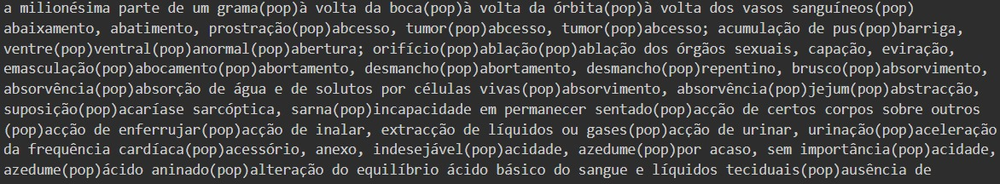 a milionésima parte de um grama(pop)à volta da boca(pop)à volta da órbita(pop)à volta dos vasos sanguíneos(pop)
abaixamento, abatimento, prostração(pop)abcesso, tumor(pop)abcesso, tumor(pop)abcesso; acumulação de pus(pop)barriga,
ventre(pop)ventral(pop)anormal(pop)abertura; orifício(pop)ablação(pop)ablação dos órgãos sexuais, capação, eviração,
emasculação(pop)abocamento(pop)abortamento, desmancho(pop)abortamento, desmancho(pop)repentino, brusco(pop)absorvimento,
absorvência(pop)absorção de água e de solutos por células vivas(pop)absorvimento, absorvência(pop)jejum(pop)abstracção,
suposição(pop)acaríase sarcóptica, sarna(pop)incapacidade em permanecer sentado(pop)acção de certos corpos sobre outros
(pop)acção de enferrujar(pop)acção de inalar, extracção de líquidos ou gases(pop)acção de urinar, urinação(pop)aceleração
da frequência cardíaca(pop)acessório, anexo, indesejável(pop)acidade, azedume(pop)por acaso, sem importância(pop)acidade,
azedume(pop)ácido aninado(pop)alteração do equilíbrio ácido básico do sangue e líquidos teciduais(pop)ausência de